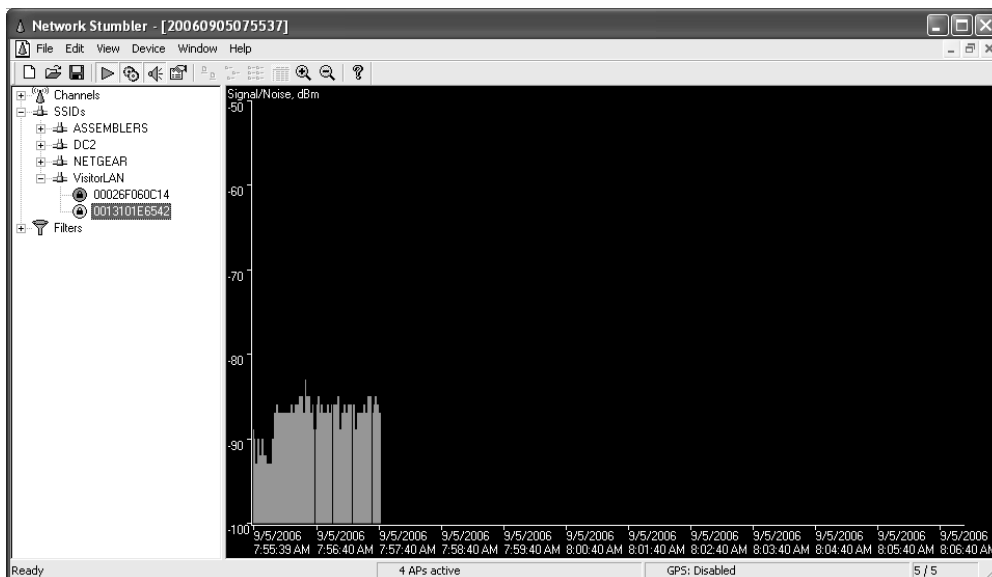 Network Stumbler - [20060905075537]
File Edit View Device Window Help
Channels
SSIDs
ASSEMBLERS
DC2
NETGEAR
VisitorLAN
00026F060C14
0013101E6542
Filters
Signal/Noise, dBm
-50
-60
-70
-80
-90
-100
9/5/2006 9/5/2006 9/5/2006 9/5/2006 9/5/2006 9/5/2006 9/5/2006 9/5/2006 9/5/2006 9/5/2006 9/5/2006 9/5/2006
7:55:39 AM 7:56:40 AM 7:57:40 AM 7:58:40 AM 7:59:40 AM 8:00:40 AM 8:01:40 AM 8:02:40 AM 8:03:40 AM 8:04:40 AM 8:05:40 AM 8:06:40 AM
Ready 4 APs active GPS: Disabled 5 / 5